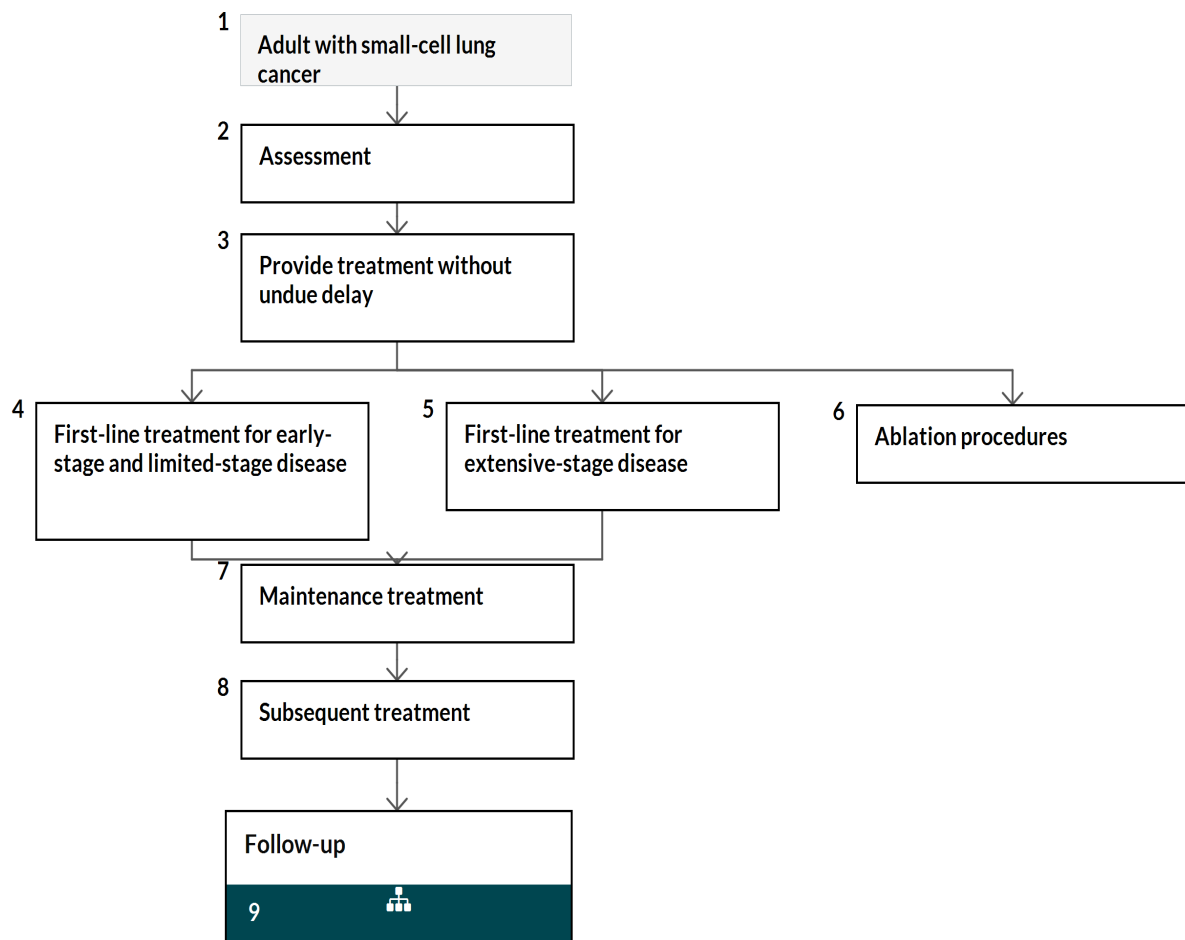 1
Adult with small-cell lung
cancer
2
Assessment
3
Provide treatment without
undue delay
4
First-line treatment for early-
stage and limited-stage disease
5
First-line treatment for
extensive-stage disease
6
Ablation procedures
7
Maintenance treatment
8
Subsequent treatment
Follow-up
9